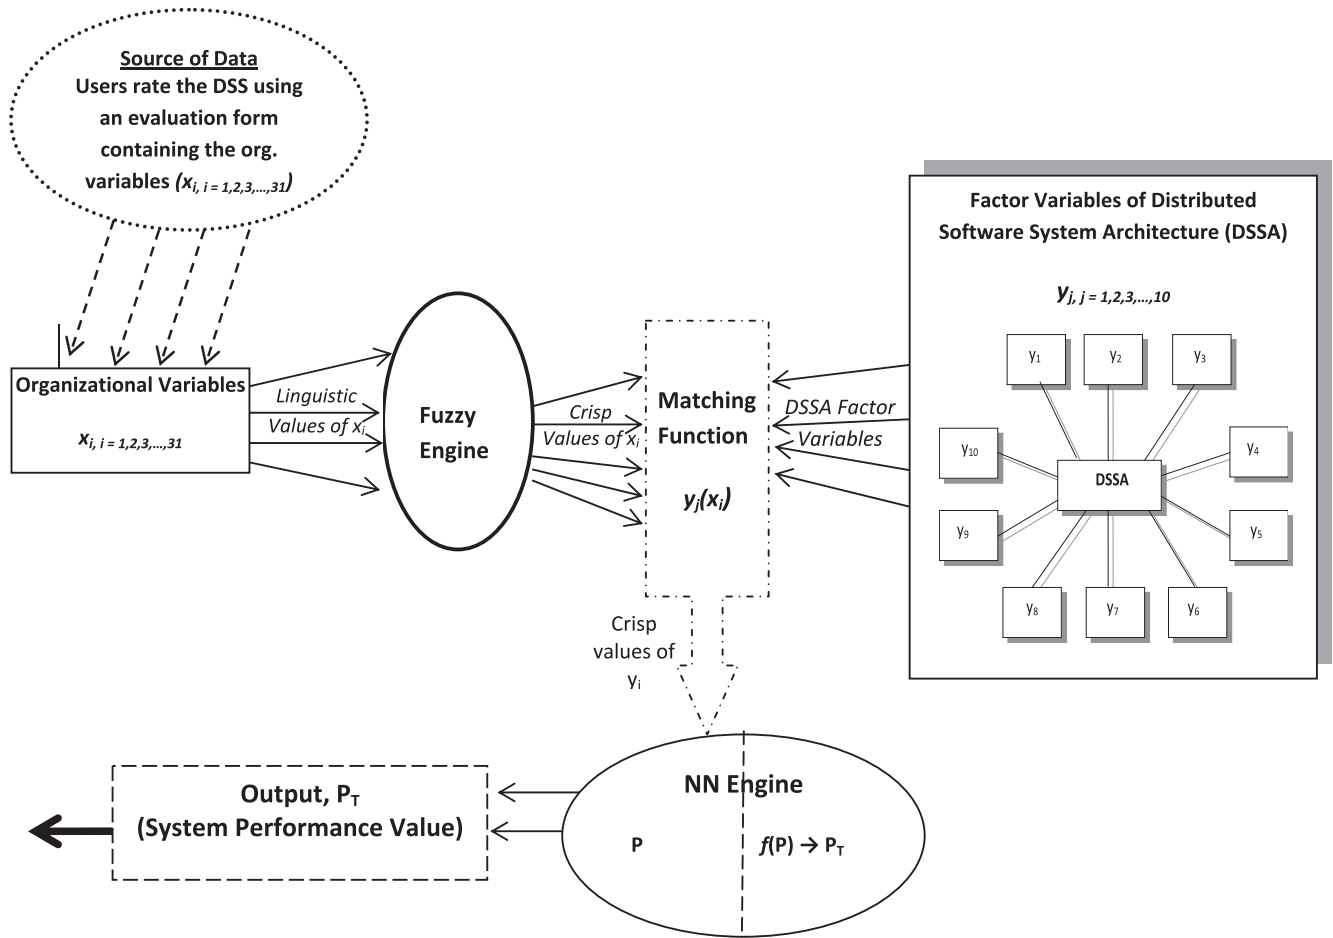 Source of Data
Users rate the DSS using
an evaluation form
containing the org.
variables (xi, i = 1,2,3,…,31)
Factor Variables of Distributed
Software System Architecture (DSSA)
yj, j = 1,2,3,…,10
y1
y2
y3
y10
y4
DSSA
y9
y5
y8
y7
y6
Organizational Variables
xi, i = 1,2,3,…,31
Linguistic
Values of xi
Fuzzy
Engine
Crisp
Values of xi
Matching
Function
yj(xi)
DSSA Factor
Variables
Crisp
values of
yi
NN Engine
P
f(P) → PT
Output, PT
(System Performance Value)